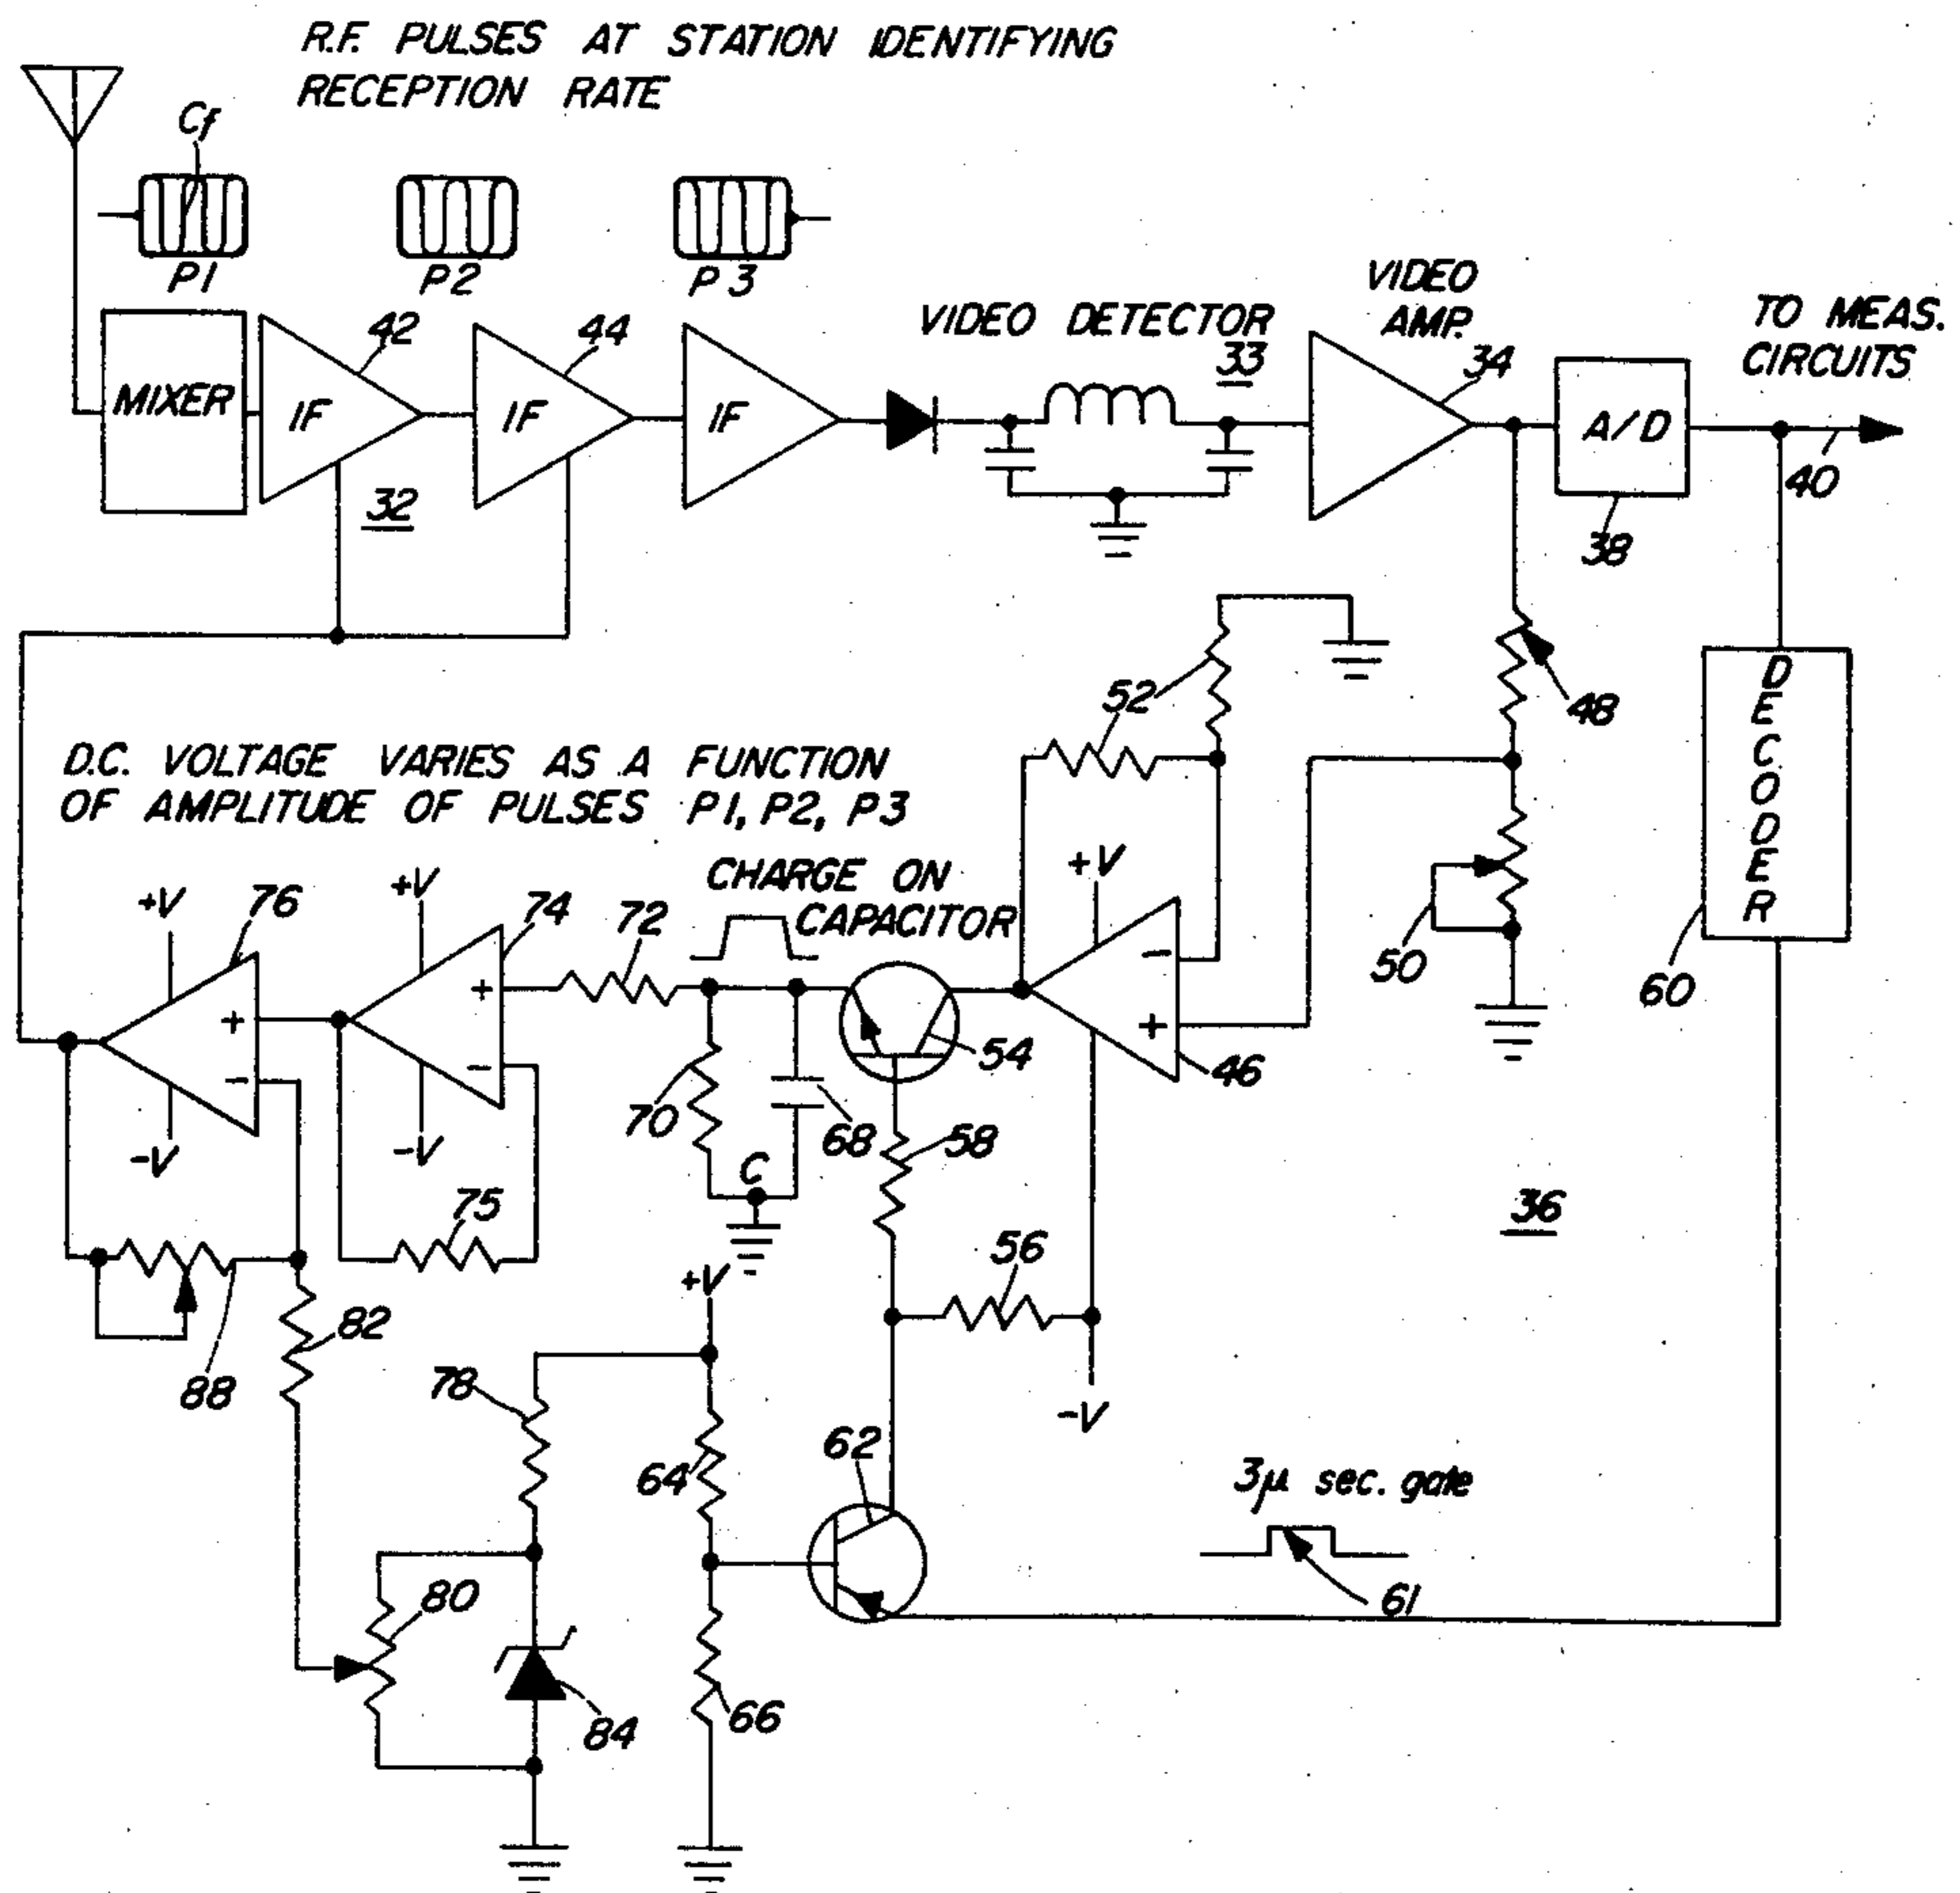 R.F. PULSES AT STATION IDENTIFYING
RECEPTION RATE
Cf
P1
P2
P3
VIDEO DETECTOR
33
VIDEO
AMP.
34
TO MEAS.
CIRCUITS
MIXER
IF
42
IF
44
IF
32
A/D
38
40
52
48
DECODER
60
D.C. VOLTAGE VARIES AS A FUNCTION
OF AMPLITUDE OF PULSES P1, P2, P3
CHARGE ON
CAPACITOR
+V
76
+V
74
72
+V
50
+
-
+
-
-
+
54
46
-V
-V
70
68
58
C
75
36
56
+V
82
88
78
-V
62
64
3μ sec. gate
61
80
84
66